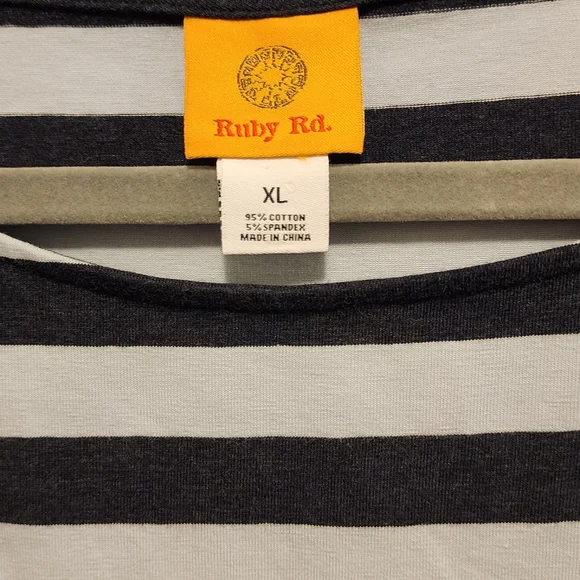 Ruby Rd.
XL
95% COTTON
5% SPANDEX
MADE IN CHINA